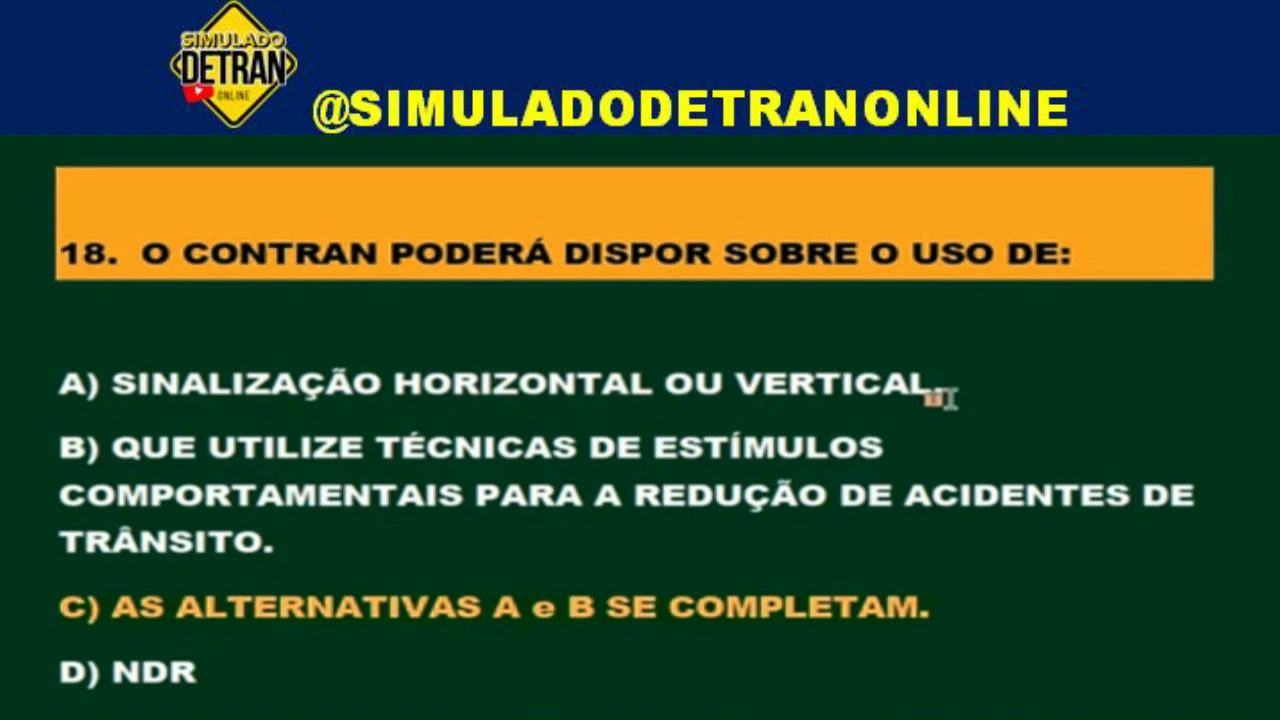 SIMULADO
DETRAN
ONLINE
@SIMULADODETRANONLINE
18. O CONTRAN PODERÁ DISPOR SOBRE O USO DE:
A) SINALIZAÇÃO HORIZONTAL OU VERTICAL.
B) QUE UTILIZE TÉCNICAS DE ESTÍMULOS
COMPORTAMENTAIS PARA A REDUÇÃO DE ACIDENTES DE
TRÂNSITO.
C) AS ALTERNATIVAS A e B SE COMPLETAM.
D) NDR